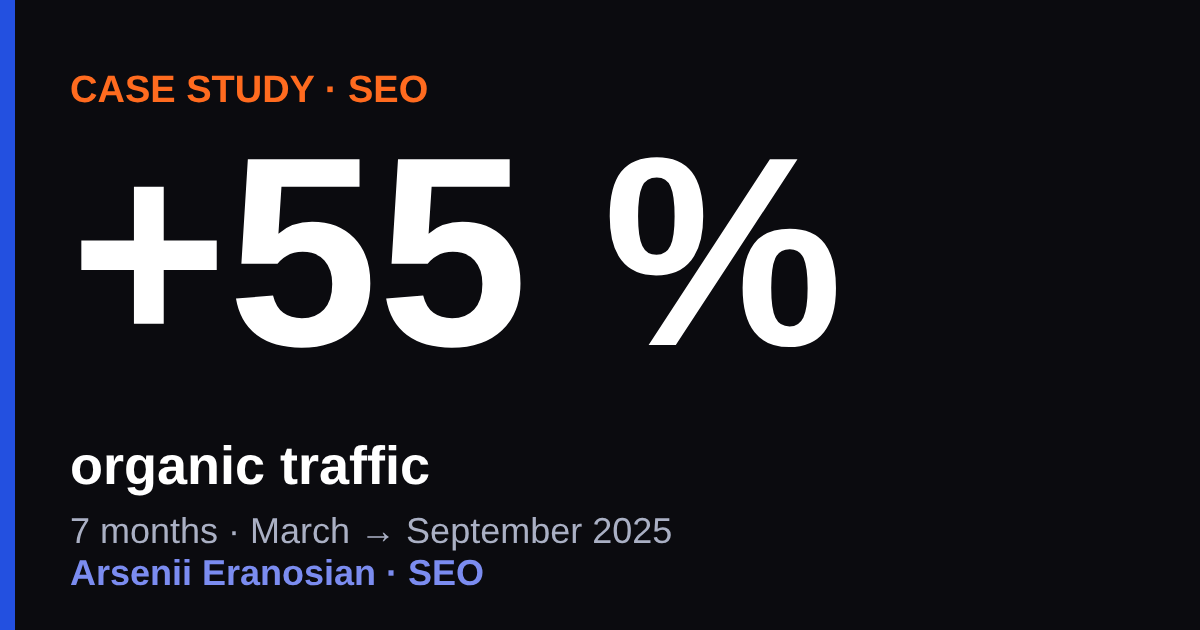 CASE STUDY · SEO
+55 %
organic traffic
7 months · March → September 2025
Arsenii Eranosian · SEO